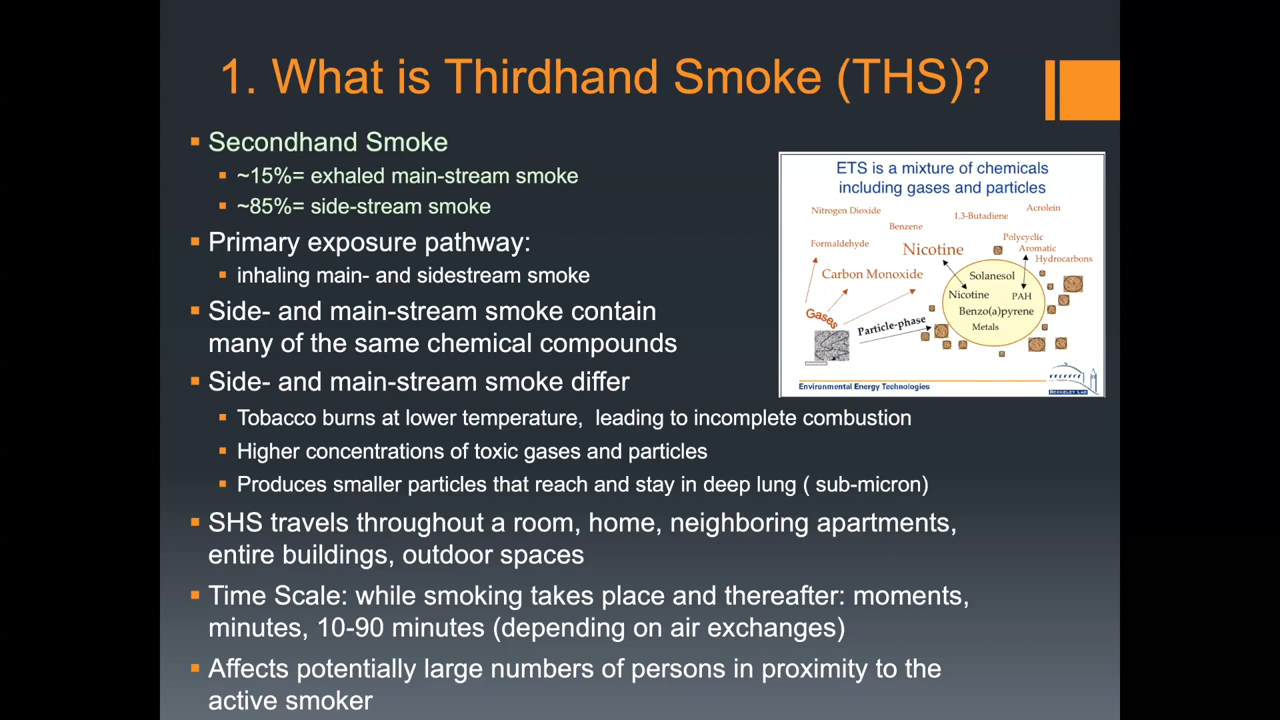 1. What is Thirdhand Smoke (THS)?
Secondhand Smoke
~15%= exhaled main-stream smoke
~85%= side-stream smoke
Primary exposure pathway:
inhaling main- and sidestream smoke
Side- and main-stream smoke contain
many of the same chemical compounds
Side- and main-stream smoke differ
Tobacco burns at lower temperature, leading to incomplete combustion
Higher concentrations of toxic gases and particles
Produces smaller particles that reach and stay in deep lung ( sub-micron)
SHS travels throughout a room, home, neighboring apartments,
entire buildings, outdoor spaces
Time Scale: while smoking takes place and thereafter: moments,
minutes, 10-90 minutes (depending on air exchanges)
Affects potentially large numbers of persons in proximity to the
active smoker
ETS is a mixture of chemicals
including gases and particles
Nitrogen Dioxide
1,3-Butadiene
Acrolein
Benzene
Formaldehyde
Nicotine
Polycyclic
Aromatic
Hydrocarbons
Carbon Monoxide
Solanesol
Nicotine
PAH
Benzo(a)pyrene
Metals
Gases
Particle-phase
Environmental Energy Technologies
BERKELEY LAB